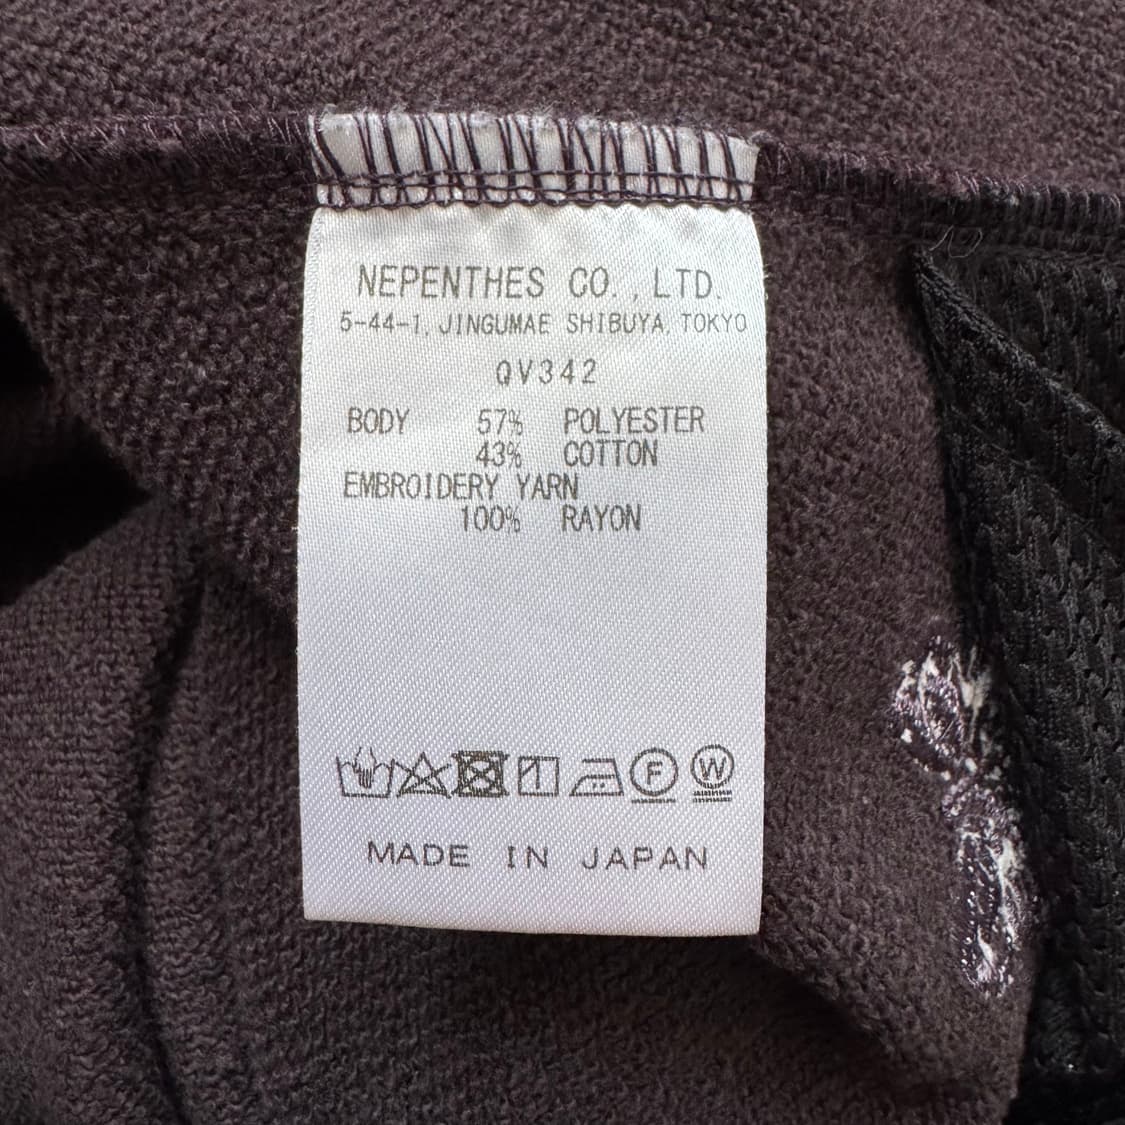 NEPENTHES CO.,LTD.
5-44-1, JINGUMAE SHIBUYA, TOKYO
QV342
BODY 57% POLYESTER
43% COTTON
EMBROIDERY YARN
100% RAYON
F W
MADE IN JAPAN